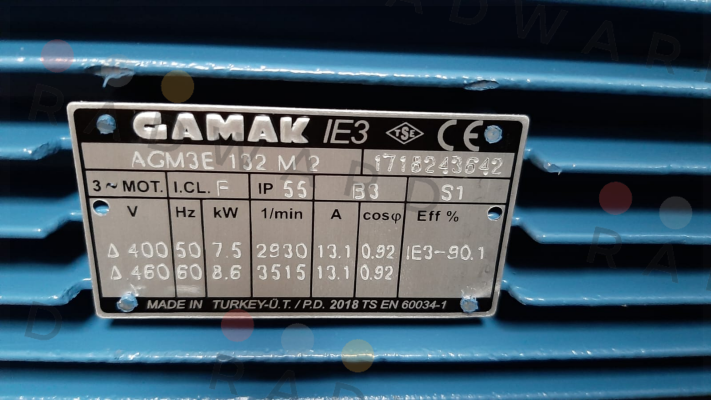 GAMAK IE3 TSE CE
AGM3E 132 M 2 1718243642
3~MOT. I.CL. F IP 55 B3 S1
V Hz kW 1/min A cosφ Eff %
Δ 400 50 7.5 2930 13.1 0.92 IE3-90.1
Δ 460 60 8.6 3515 13.1 0.92
MADE IN TURKEY-Ü.T. / P.D. 2018 TS EN 60034-1